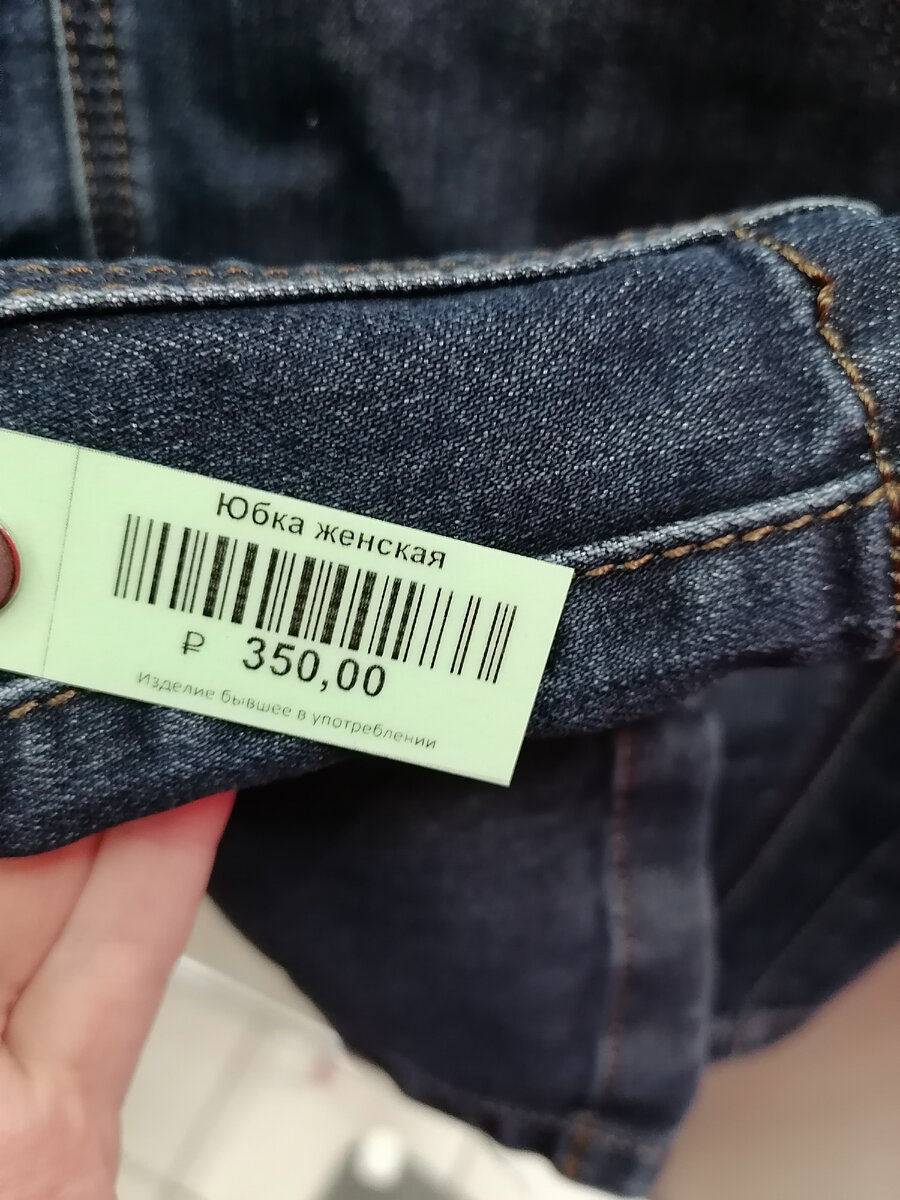 Юбка женская
₽ 350,00
Изделие бывшее в употреблении